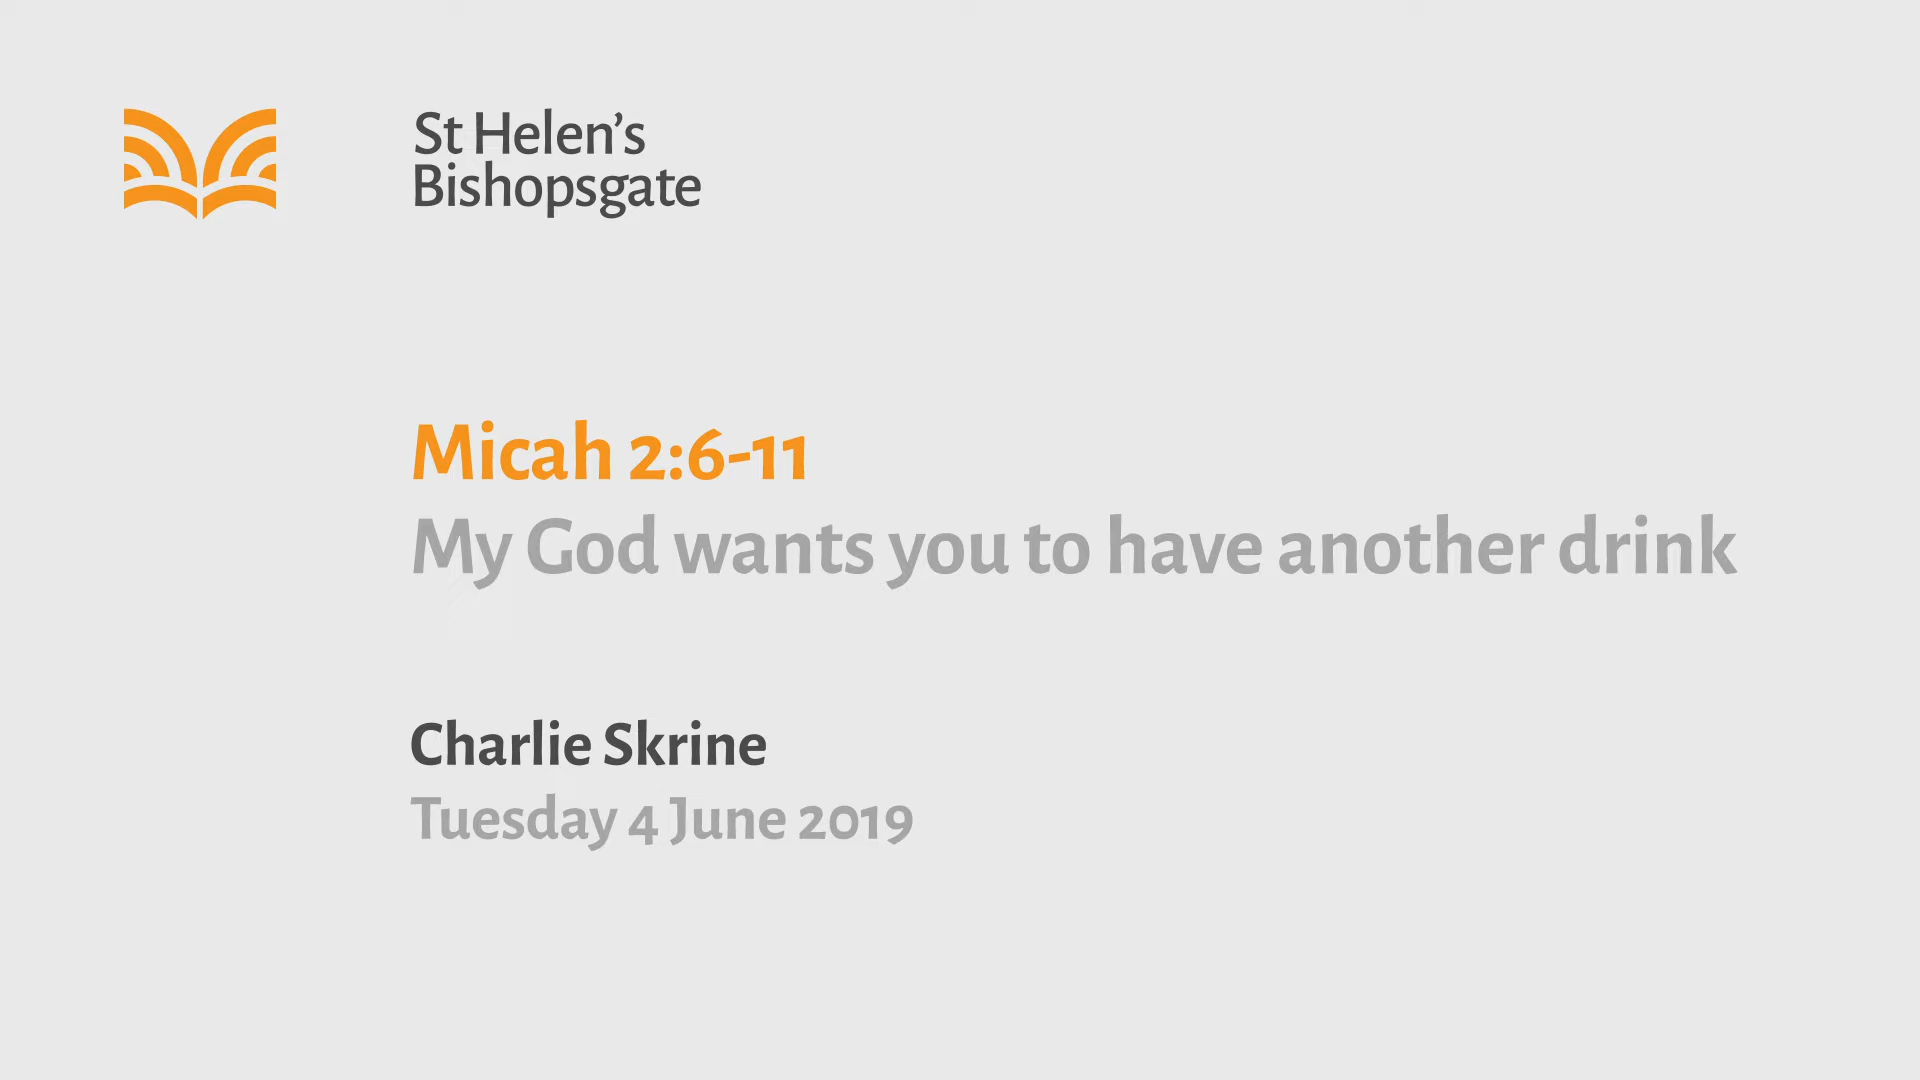 St Helen’s
Bishopsgate
Micah 2:6-11
My God wants you to have another drink
Charlie Skrine
Tuesday 4 June 2019